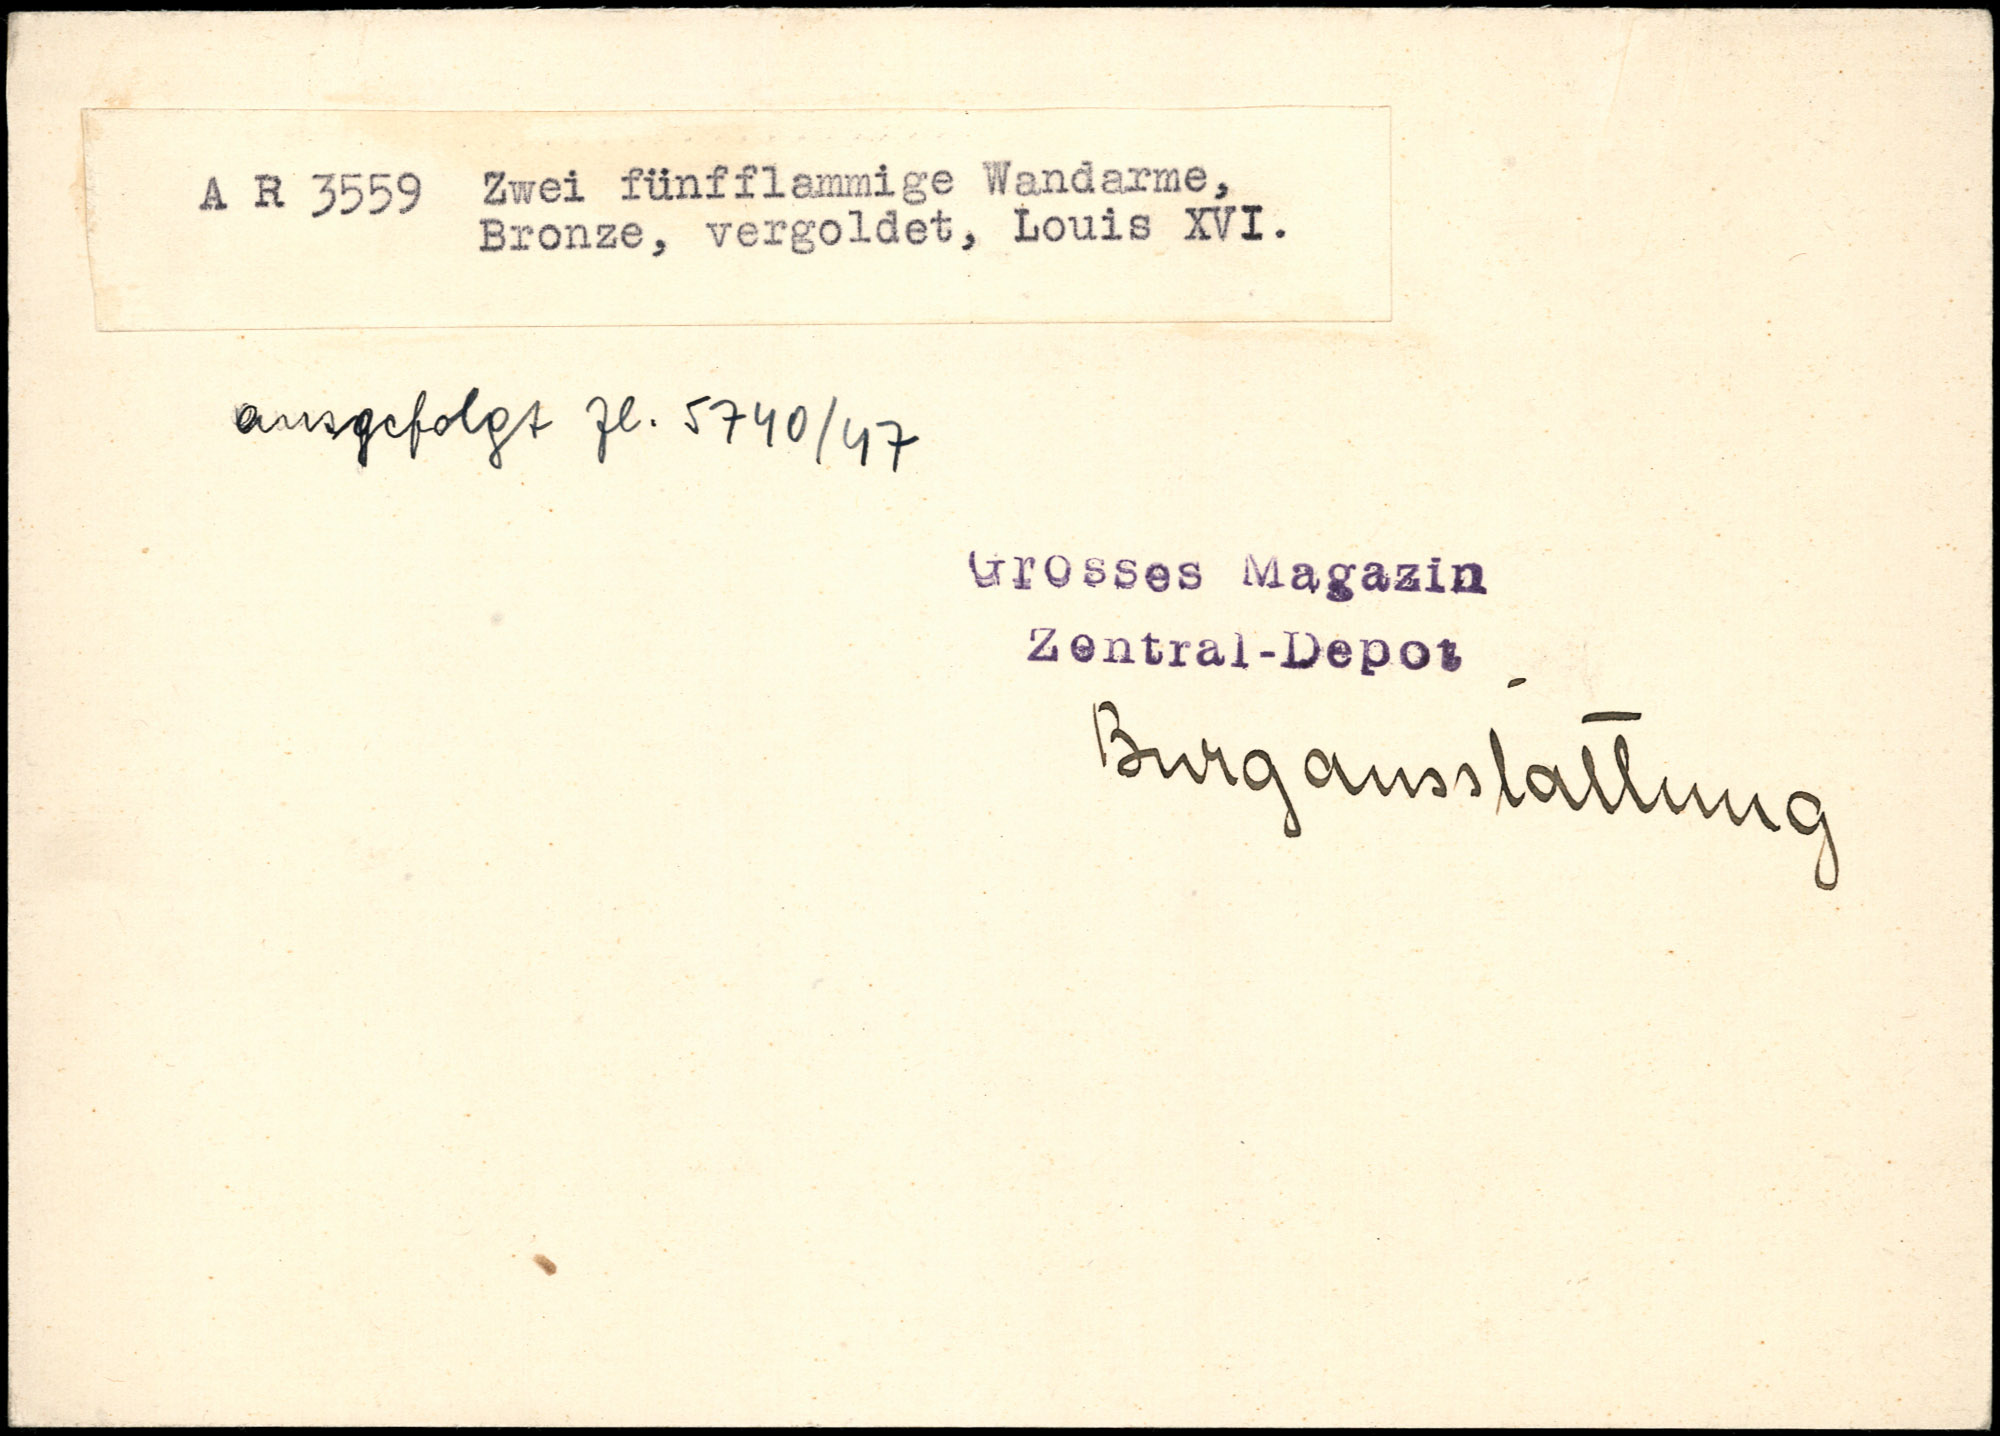 A R 3559 Zwei fünfflammige Wandarme,
Bronze, vergoldet, Louis XVI.
ausgefolgt Zl. 5740/47
Grosses Magazin
Zentral-Depot
Burgausstattung